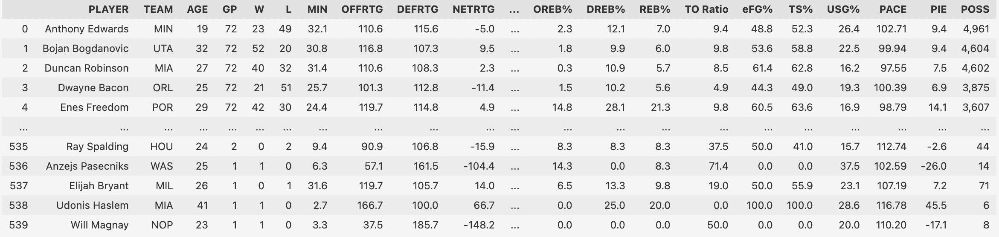 PLAYER TEAM AGE GP W L MIN OFFRTG DEFRTG NETRTG ... OREB% DREB% REB% TO Ratio eFG% TS% USG% PACE PIE POSS
0 Anthony Edwards MIN 19 72 23 49 32.1 110.6 115.6 -5.0 ... 2.3 12.1 7.0 9.4 48.8 52.3 26.4 102.71 9.4 4,961
1 Bojan Bogdanovic UTA 32 72 52 20 30.8 116.8 107.3 9.5 ... 1.8 9.9 6.0 9.8 53.6 58.8 22.5 99.94 9.4 4,604
2 Duncan Robinson MIA 27 72 40 32 31.4 110.6 108.3 2.3 ... 0.3 10.9 5.7 8.5 61.4 62.8 16.2 97.55 7.5 4,602
3 Dwayne Bacon ORL 25 72 21 51 25.7 101.3 112.8 -11.4 ... 1.5 10.2 5.6 4.9 44.3 49.0 19.3 100.39 6.9 3,875
4 Enes Freedom POR 29 72 42 30 24.4 119.7 114.8 4.9 ... 14.8 28.1 21.3 9.8 60.5 63.6 16.9 98.79 14.1 3,607
... ... ... ... ... ... ... ... ... ... ... ... ... ... ... ... ... ... ... ... ... ...
535 Ray Spalding HOU 24 2 0 2 9.4 90.9 106.8 -15.9 ... 8.3 8.3 8.3 37.5 50.0 41.0 15.7 112.74 -2.6 44
536 Anzejs Pasecniks WAS 25 1 1 0 6.3 57.1 161.5 -104.4 ... 14.3 0.0 8.3 71.4 0.0 0.0 37.5 102.59 -26.0 14
537 Elijah Bryant MIL 26 1 0 1 31.6 119.7 105.7 14.0 ... 6.5 13.3 9.8 19.0 50.0 55.9 23.1 107.19 7.2 71
538 Udonis Haslem MIA 41 1 1 0 2.7 166.7 100.0 66.7 ... 0.0 25.0 20.0 0.0 100.0 100.0 28.6 116.78 45.5 6
539 Will Magnay NOP 23 1 1 0 3.3 37.5 185.7 -148.2 ... 0.0 0.0 0.0 50.0 0.0 0.0 20.0 110.20 -17.1 8